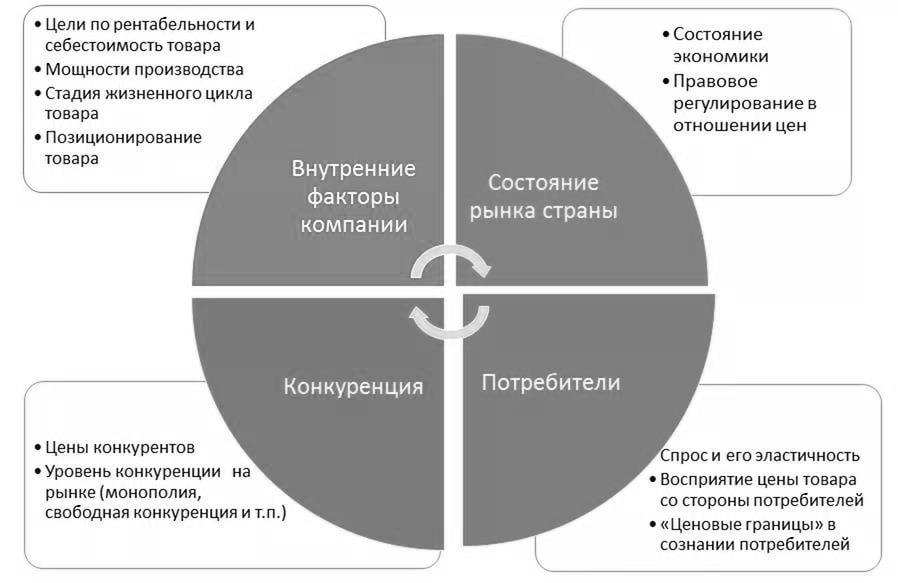 • Цели по рентабельности и
себестоимость товара
• Мощности производства
• Стадия жизненного цикла
товара
• Позиционирование
товара
• Состояние
экономики
• Правовое
регулирование в
отношении цен
Внутренние
факторы
компании
Состояние
рынка страны
Конкуренция
Потребители
• Цены конкурентов
• Уровень конкуренции на
рынке (монополия,
свободная конкуренция и т.п.)
Спрос и его эластичность
• Восприятие цены товара
со стороны потребителей
• «Ценовые границы» в
сознании потребителей